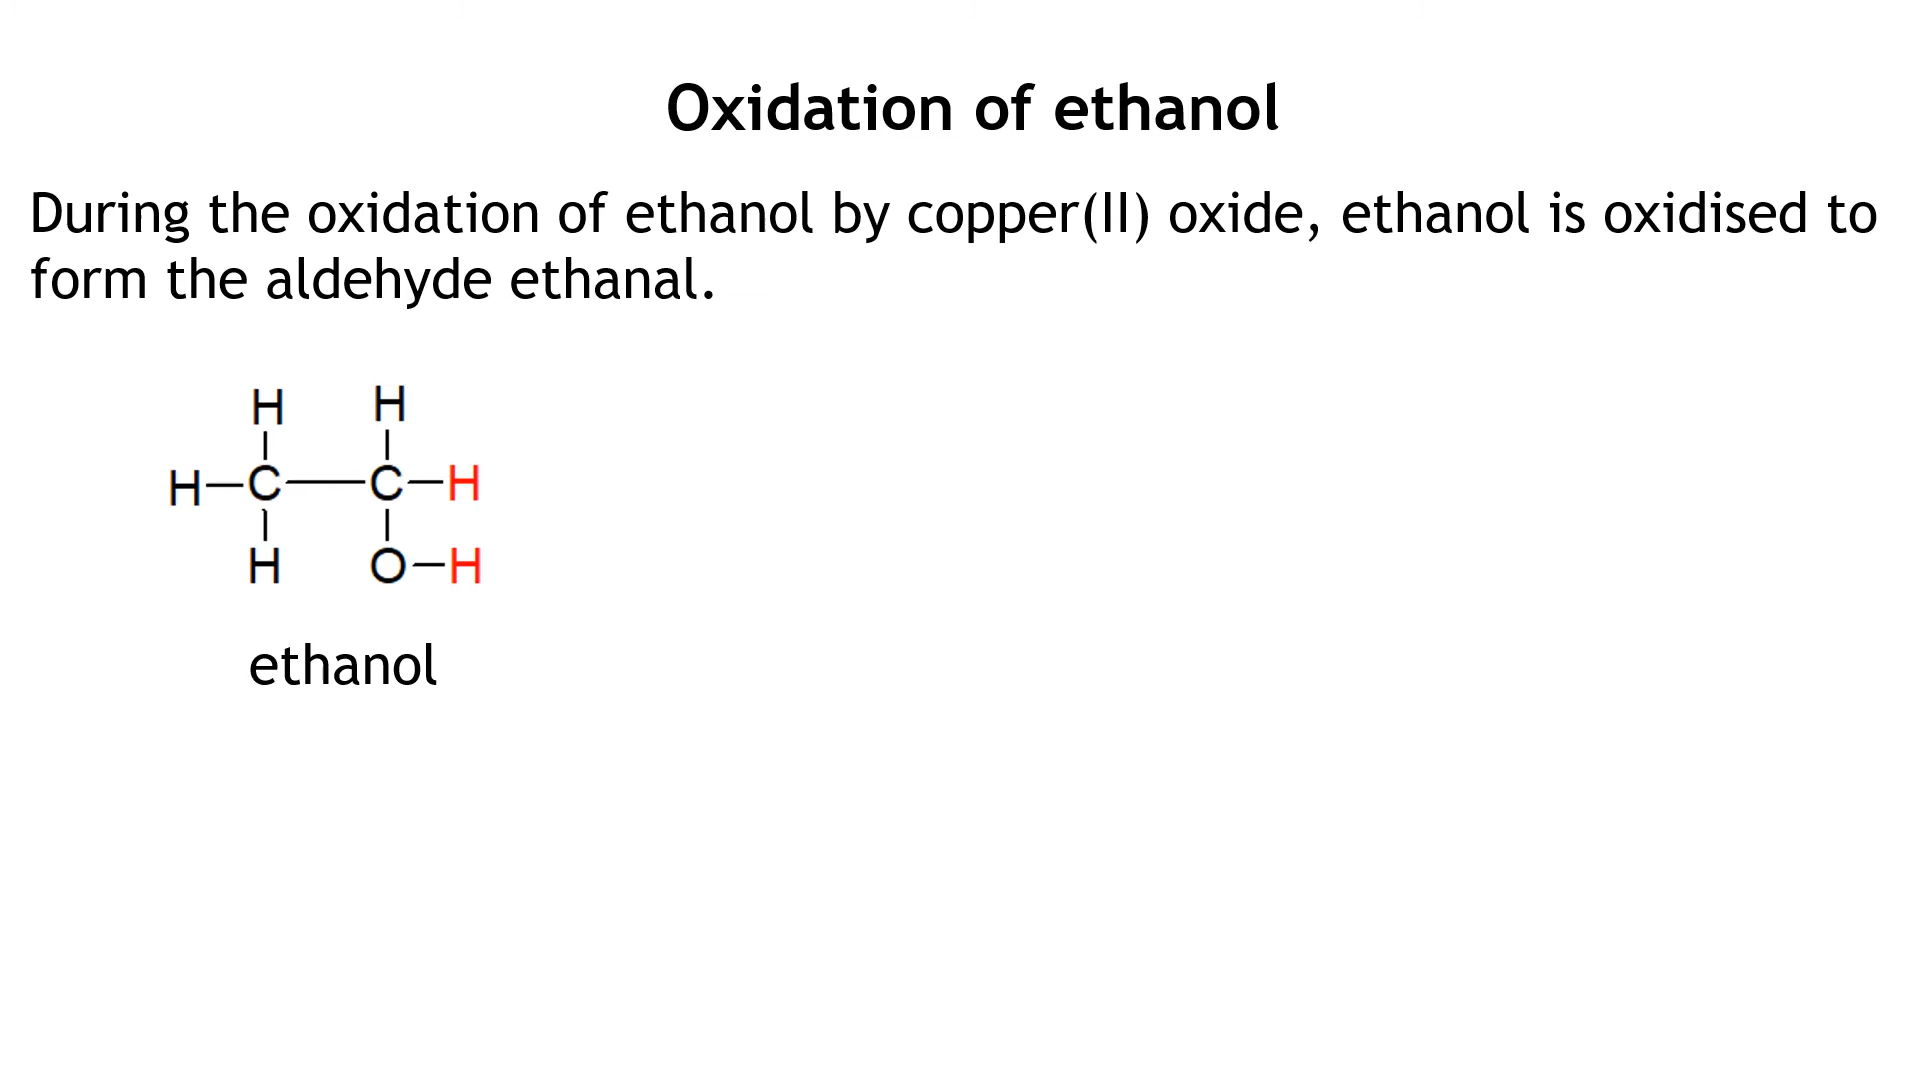 Oxidation of ethanol
During the oxidation of ethanol by copper(II) oxide, ethanol is oxidised to
form the aldehyde ethanal.
H H
H–C–C–H
H O–H
ethanol